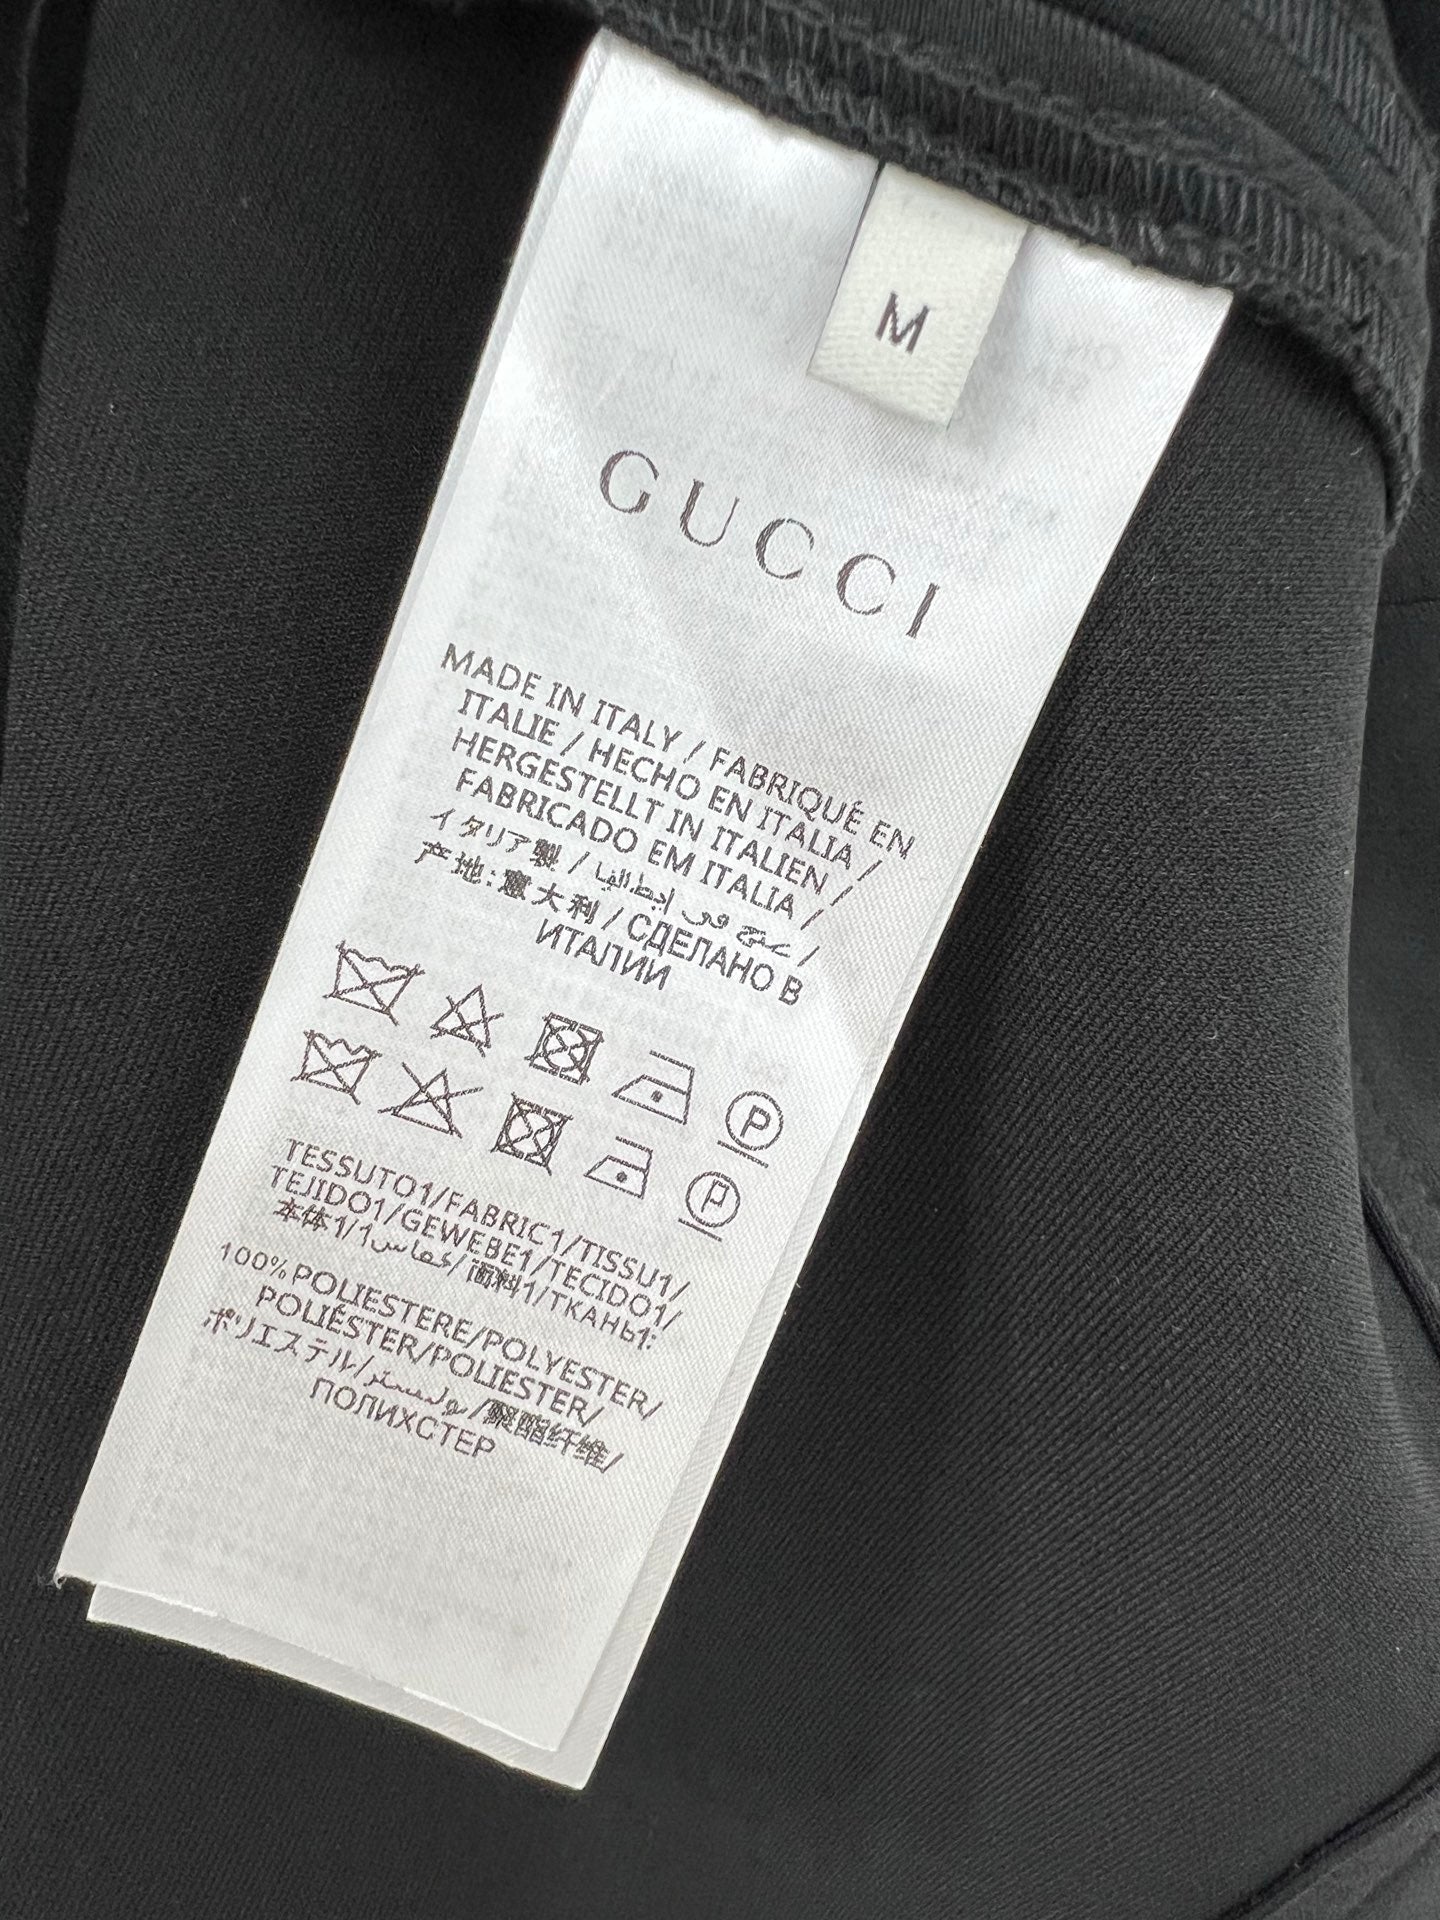 M
GUCCI
MADE IN ITALY / FABRIQUÉ EN
ITALIE / HECHO EN ITALIA /
HERGESTELLT IN ITALIEN /
FABRICADO EM ITALIA /
イタリア製 / صنع في إيطاليا /
产地:意大利 / СДЕЛАНО В
ИТАЛИИ
P
P
TESSUTO1/FABRIC1/TISSU1/
TEJIDO1/GEWEBE1/TECIDO1/
本体1/1قماش/面料1/ТКАНЬ1:
100%POLIESTERE/POLYESTER/
POLIÉSTER/POLIESTER/
ポリエステル/بوليستر/聚酯纤维/
ПОЛИХСТЕР